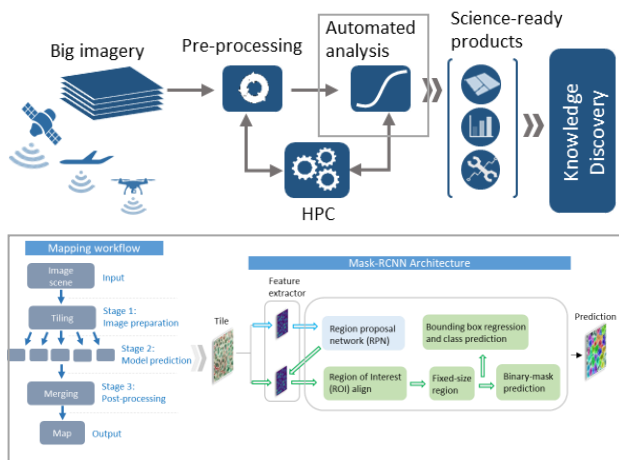 Big imagery
Pre-processing
Automated
analysis
Science-ready
products
Knowledge
Discovery
HPC
Mapping workflow
Image
scene
Input
Tiling
Stage 1:
Image preparation
Stage 2:
Model prediction
Merging
Stage 3:
Post-processing
Map
Output
Mask-RCNN Architecture
Feature
extractor
Tile
Region proposal
network (RPN)
Bounding box regression
and class prediction
Prediction
Region of Interest
(ROI) align
Fixed-size
region
Binary-mask
prediction